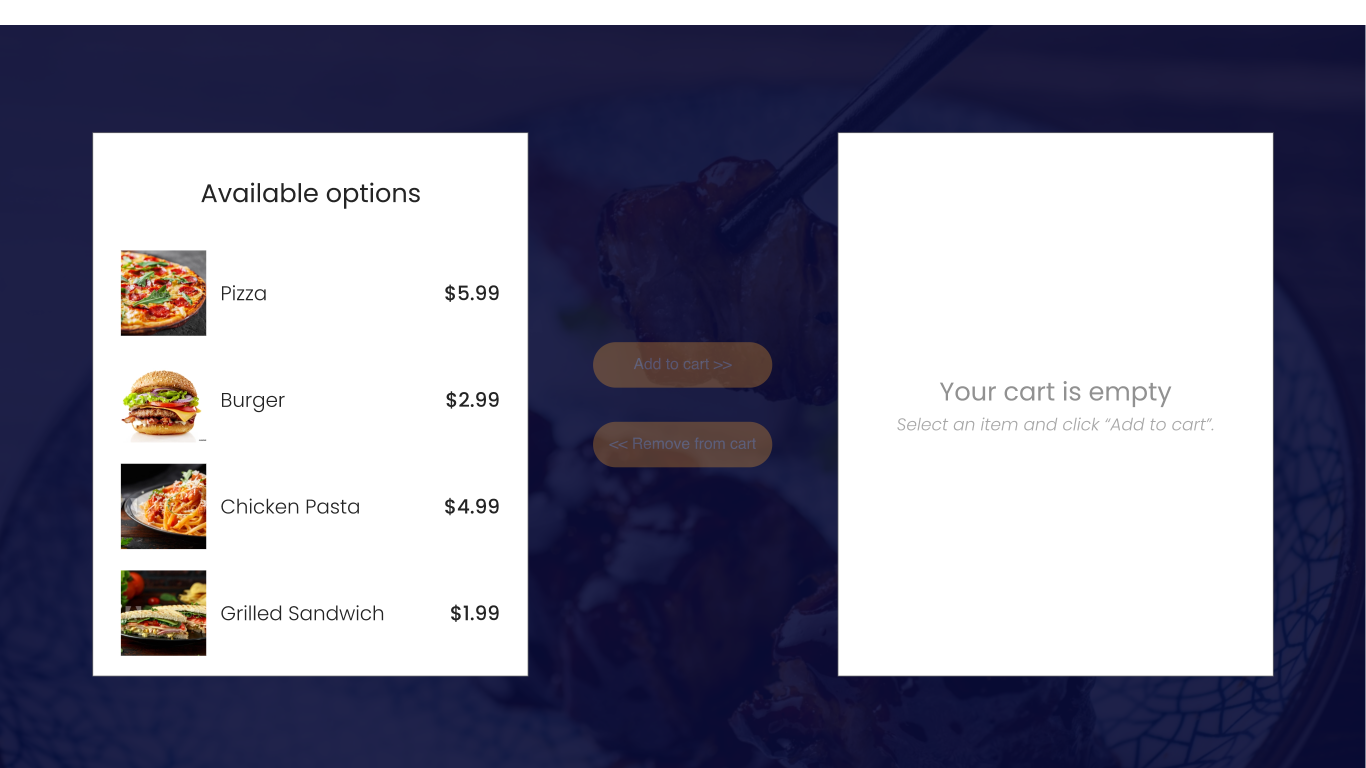 Available options
Pizza $5.99
Burger $2.99
Chicken Pasta $4.99
Grilled Sandwich $1.99
Add to cart >>
<< Remove from cart
Your cart is empty
Select an item and click “Add to cart”.